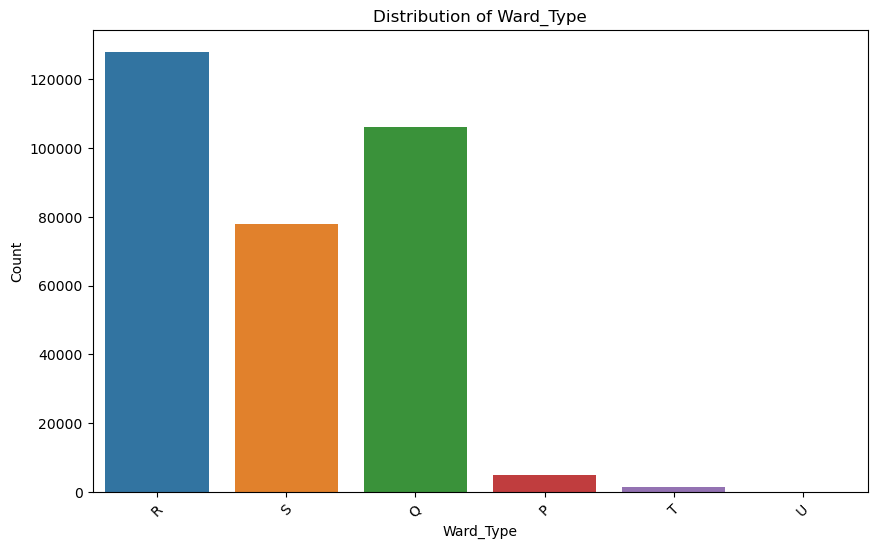 Distribution of Ward_Type
120000
100000
80000
60000
40000
20000
0
Count
R S Q P T U
Ward_Type